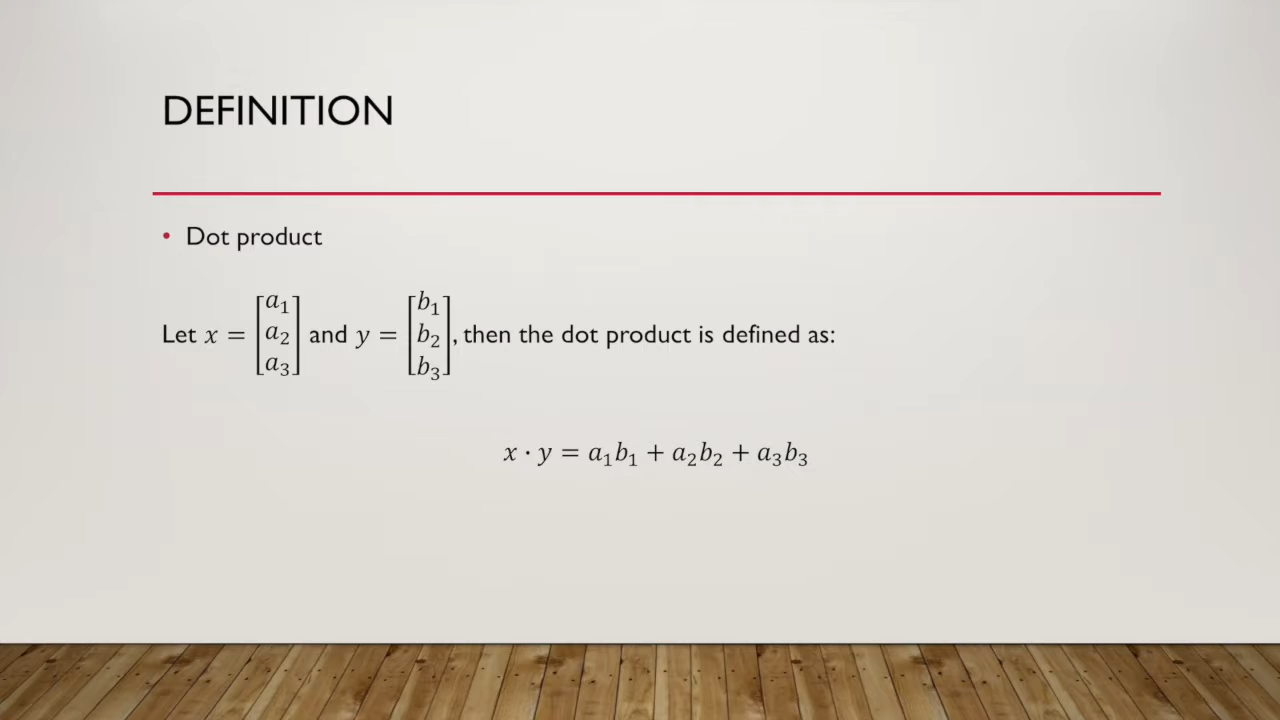 DEFINITION
• Dot product
Let x = [a₁ a₂ a₃] and y = [b₁ b₂ b₃], then the dot product is defined as:
x · y = a₁b₁ + a₂b₂ + a₃b₃